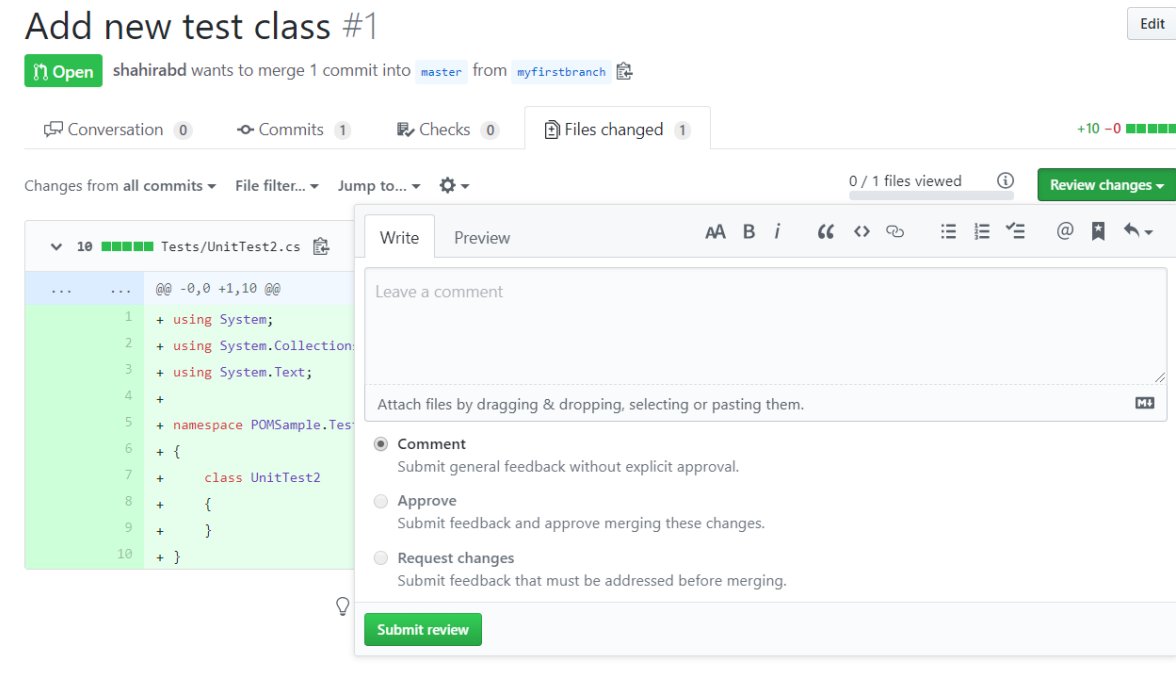 Add new test class #1
Edit
Open shahirabd wants to merge 1 commit into master from myfirstbranch
Conversation 0 Commits 1 Checks 0 Files changed 1
+10 −0
Changes from all commits File filter... Jump to...
0 / 1 files viewed
Review changes
10 Tests/UnitTest2.cs
... ... @@ -0,0 +1,10 @@
1 + using System;
2 + using System.Collections
3 + using System.Text;
4 +
5 + namespace POMSample.Test
6 + {
7 + class UnitTest2
8 + {
9 + }
10 + }
Write Preview
AA B i
Leave a comment
Attach files by dragging & dropping, selecting or pasting them.
Comment
Submit general feedback without explicit approval.
Approve
Submit feedback and approve merging these changes.
Request changes
Submit feedback that must be addressed before merging.
Submit review